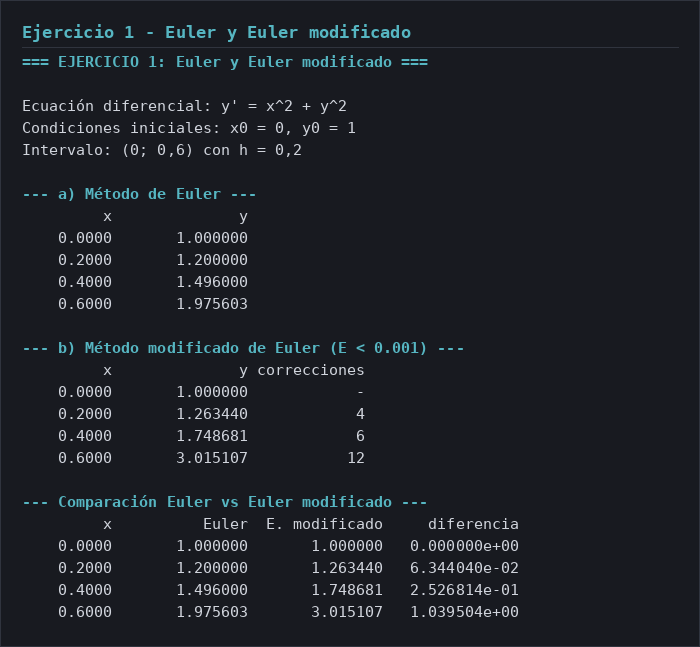 Ejercicio 1 - Euler y Euler modificado
=== EJERCICIO 1: Euler y Euler modificado ===
Ecuación diferencial: y' = x^2 + y^2
Condiciones iniciales: x0 = 0, y0 = 1
Intervalo: (0; 0,6) con h = 0,2
--- a) Método de Euler ---
x y
0.0000 1.000000
0.2000 1.200000
0.4000 1.496000
0.6000 1.975603
--- b) Método modificado de Euler (E < 0.001) ---
x y correcciones
0.0000 1.000000 -
0.2000 1.263440 4
0.4000 1.748681 6
0.6000 3.015107 12
--- Comparación Euler vs Euler modificado ---
x Euler E. modificado diferencia
0.0000 1.000000 1.000000 0.000000e+00
0.2000 1.200000 1.263440 6.344040e-02
0.4000 1.496000 1.748681 2.526814e-01
0.6000 1.975603 3.015107 1.039504e+00